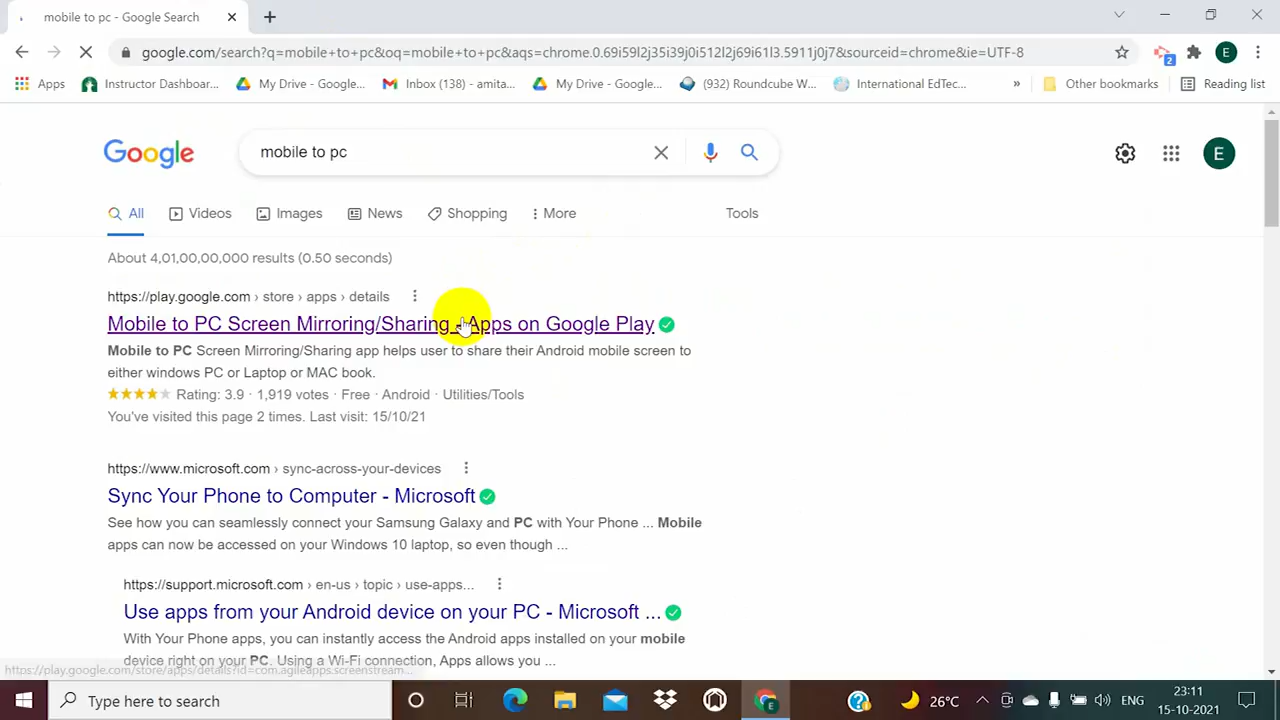 mobile to pc - Google Search
google.com/search?q=mobile+to+pc&oq=mobile+to+pc&aqs=chrome.0.69i59l2j35i39j0i512l2j69i61l3.5911j0j7&sourceid=chrome&ie=UTF-8
2
E
Apps
Instructor Dashboar...
My Drive - Google...
Inbox (138) - amita...
My Drive - Google...
(932) Roundcube W...
International EdTec...
»
Other bookmarks
Reading list
Google
mobile to pc
E
All
Videos
Images
News
Shopping
More
Tools
About 4,01,00,00,000 results (0.50 seconds)
https://play.google.com › store › apps › details
Mobile to PC Screen Mirroring/Sharing - Apps on Google Play
Mobile to PC Screen Mirroring/Sharing app helps user to share their Android mobile screen to
either windows PC or Laptop or MAC book.
Rating: 3.9 · 1,919 votes · Free · Android · Utilities/Tools
You've visited this page 2 times. Last visit: 15/10/21
https://www.microsoft.com › sync-across-your-devices
Sync Your Phone to Computer - Microsoft
See how you can seamlessly connect your Samsung Galaxy and PC with Your Phone ... Mobile
apps can now be accessed on your Windows 10 laptop, so even though ...
https://support.microsoft.com › en-us › topic › use-apps...
Use apps from your Android device on your PC - Microsoft ...
With Your Phone apps, you can instantly access the Android apps installed on your mobile
device right on your PC. Using a Wi-Fi connection, Apps allows you ...
https://play.google.com/store/apps/details?id=com.agileapps.screenstream...
Type here to search
E
26°C
ENG
23:11
15-10-2021